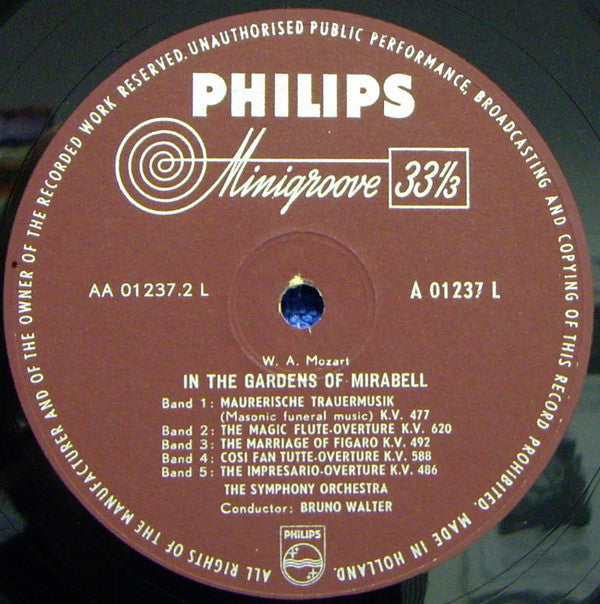 ALL RIGHTS OF THE MANUFACTURER AND OF THE OWNER OF THE RECORDED WORK RESERVED. UNAUTHORISED PUBLIC PERFORMANCE, BROADCASTING AND COPYING OF THIS RECORD PROHIBITED. MADE IN HOLLAND.
PHILIPS
Minigroove 33⅓
AA 01237.2 L A 01237 L
W. A. Mozart
IN THE GARDENS OF MIRABELL
Band 1: MAURERISCHE TRAUERMUSIK
(Masonic funeral music) K.V. 477
Band 2: THE MAGIC FLUTE-OVERTURE K.V. 620
Band 3: THE MARRIAGE OF FIGARO K.V. 492
Band 4: COSI FAN TUTTE-OVERTURE K.V. 588
Band 5: THE IMPRESARIO-OVERTURE K.V. 486
THE SYMPHONY ORCHESTRA
Conductor: BRUNO WALTER
PHILIPS